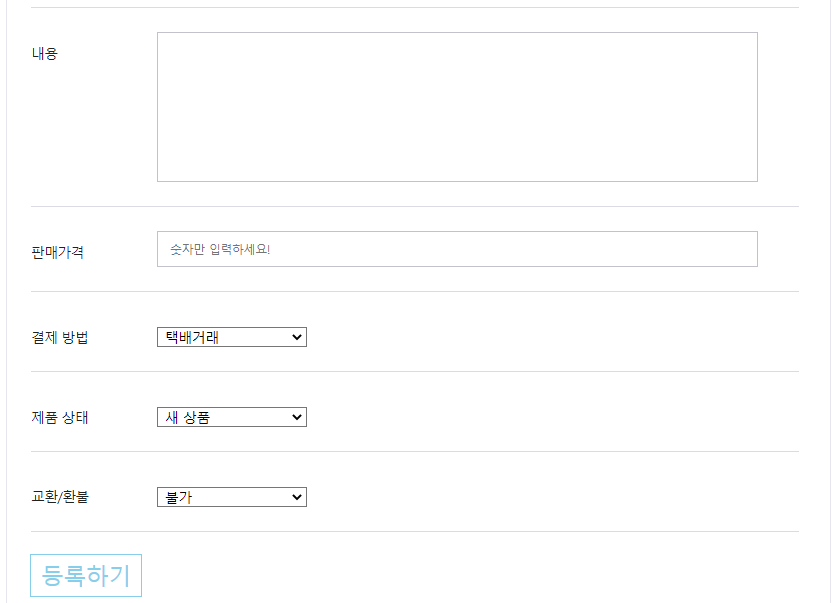 내용
판매가격 숫자만 입력하세요!
결제 방법 택배거래
제품 상태 새 상품
교환/환불 불가
등록하기